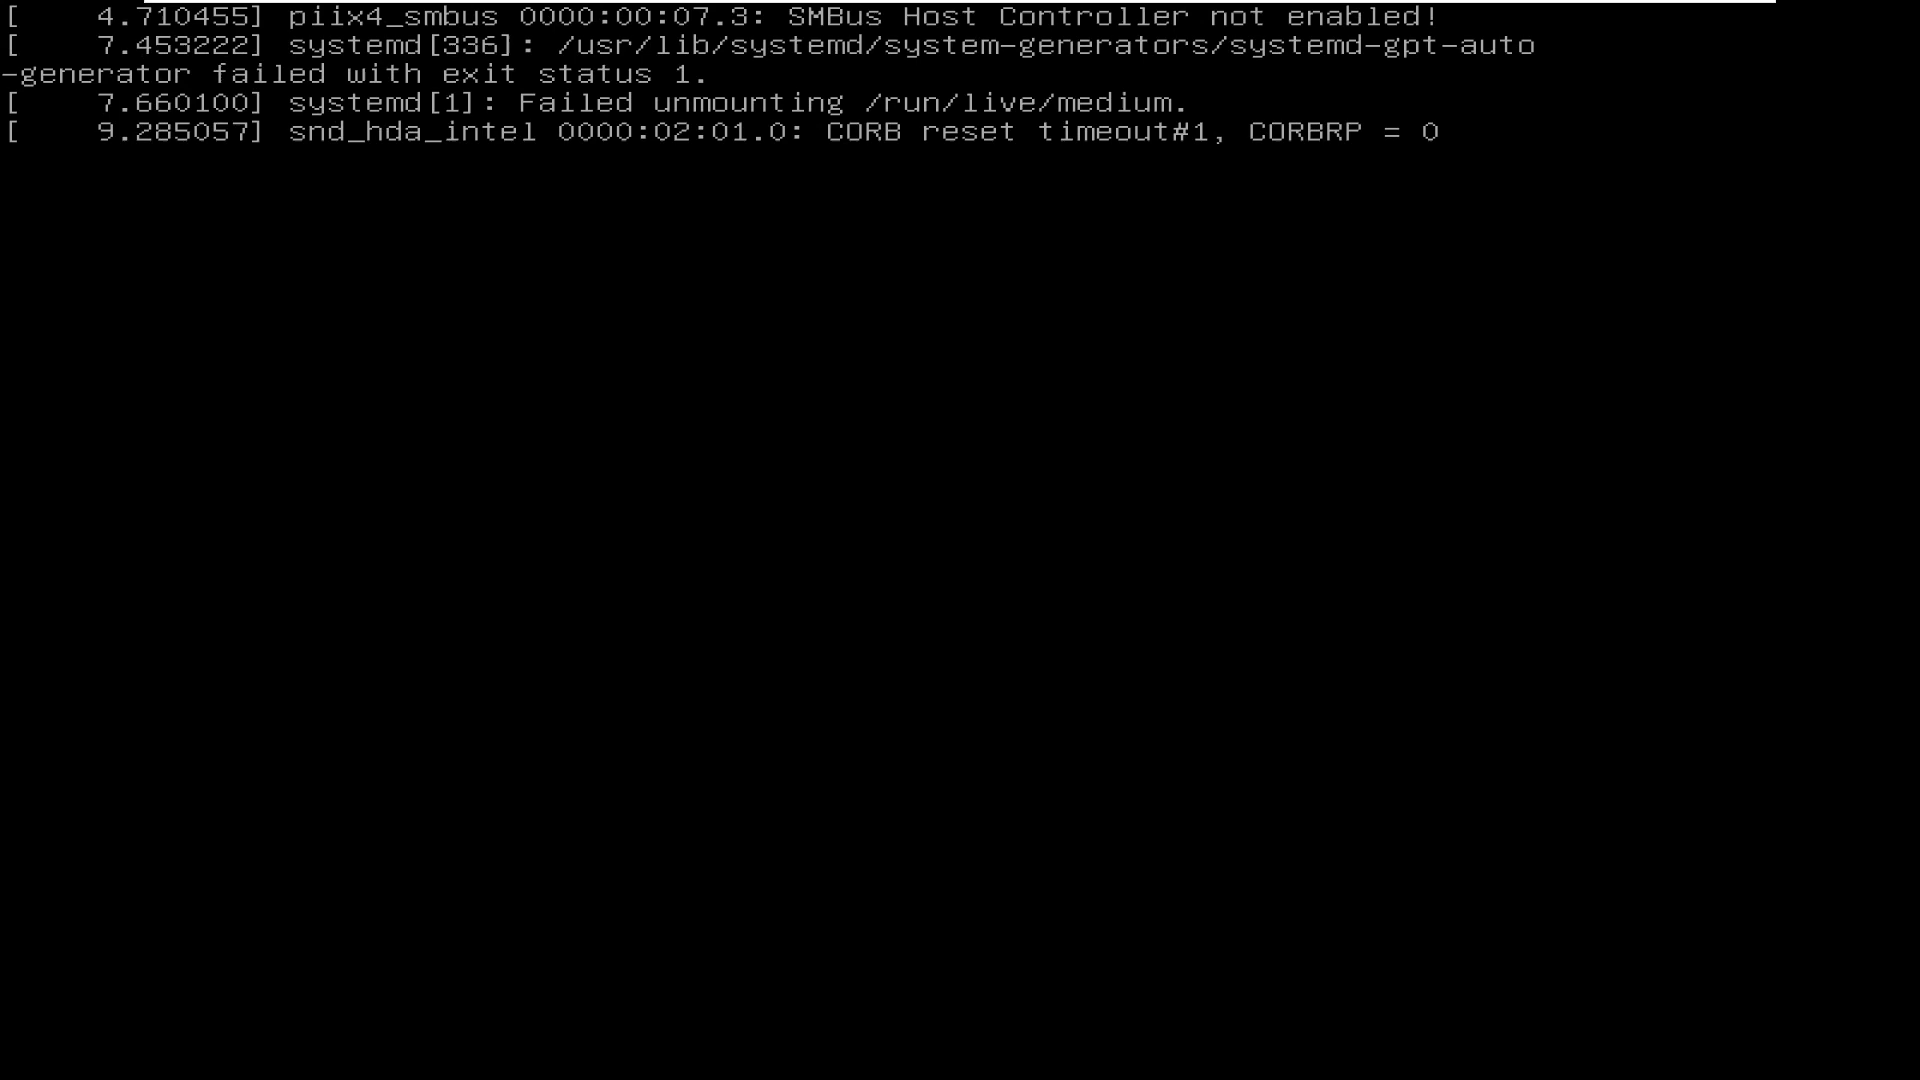 [    4.710455] piix4_smbus 0000:00:07.3: SMBus Host Controller not enabled!
[    7.453222] systemd[336]: /usr/lib/systemd/system-generators/systemd-gpt-auto
-generator failed with exit status 1.
[    7.660100] systemd[1]: Failed unmounting /run/live/medium.
[    9.285057] snd_hda_intel 0000:02:01.0: CORB reset timeout#1, CORBRP = 0